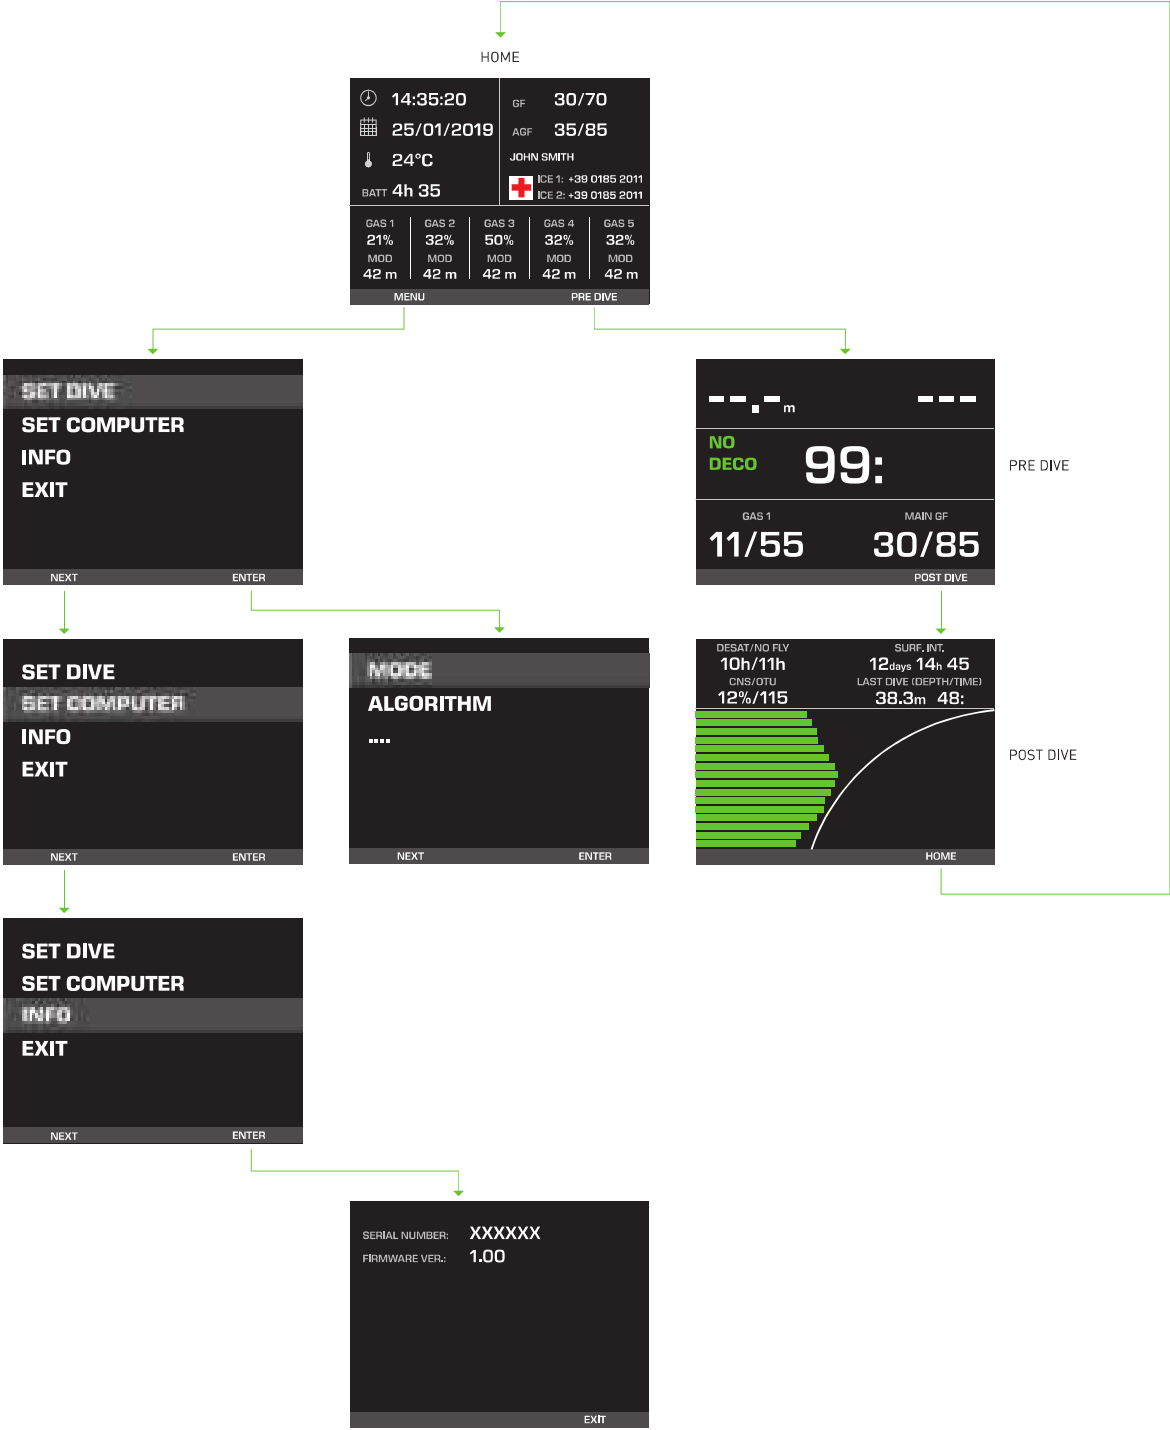 HOME
14:35:20
25/01/2019
24°C
BATT 4h 35
GF 30/70
AGF 35/85
JOHN SMITH
ICE 1: +39 0185 2011
ICE 2: +39 0185 2011
GAS 1 GAS 2 GAS 3 GAS 4 GAS 5
21% 32% 50% 32% 32%
MOD MOD MOD MOD MOD
42 m 42 m 42 m 42 m 42 m
MENU PRE DIVE
SET DIVE
SET COMPUTER
INFO
EXIT
NEXT ENTER
--.-m ---
NO
DECO
99:
GAS 1 MAIN GF
11/55 30/85
POST DIVE
PRE DIVE
SET DIVE
SET COMPUTER
INFO
EXIT
NEXT ENTER
MODE
ALGORITHM
....
NEXT ENTER
DESAT/NO FLY SURF. INT.
10h/11h 12days 14h 45
CNS/OTU LAST DIVE (DEPTH/TIME)
12%/115 38.3m 48:
HOME
POST DIVE
SET DIVE
SET COMPUTER
INFO
EXIT
NEXT ENTER
SERIAL NUMBER: XXXXXX
FIRMWARE VER.: 1.00
EXIT